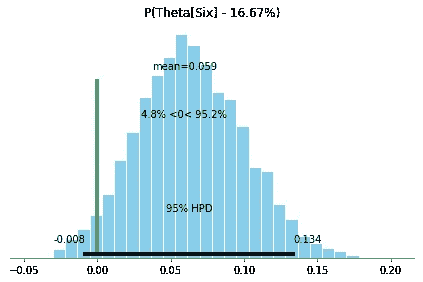 P(Theta[Six] - 16.67%)
mean=0.059
4.8% <0< 95.2%
95% HPD
-0.008 0.134
-0.05 0.00 0.05 0.10 0.15 0.20